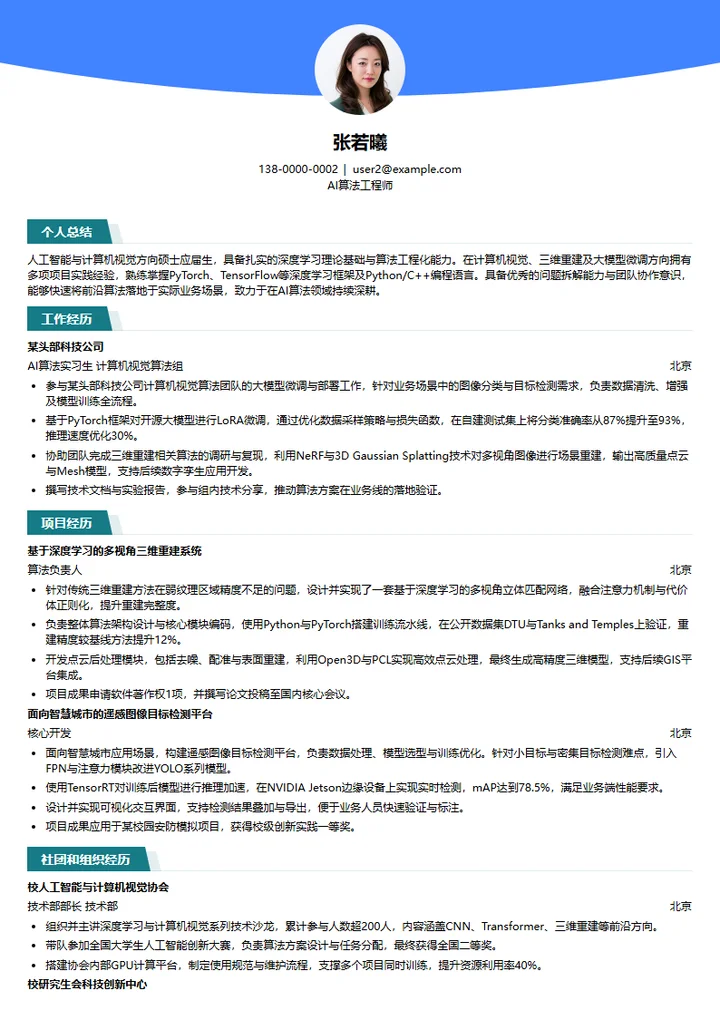 张若曦
138-0000-0002 | user2@example.com
AI算法工程师
个人总结
人工智能与计算机视觉方向硕士应届生，具备扎实的深度学习理论基础与算法工程化能力。在计算机视觉、三维重建及大模型微调方向拥有
多项项目实践经验，熟练掌握PyTorch、TensorFlow等深度学习框架及Python/C++编程语言。具备优秀的问题拆解能力与团队协作意识，
能够快速将前沿算法落地于实际业务场景，致力于在AI算法领域持续深耕。
工作经历
某头部科技公司
AI算法实习生 计算机视觉算法组 北京
• 参与某头部科技公司计算机视觉算法团队的大模型微调与部署工作，针对业务场景中的图像分类与目标检测需求，负责数据清洗、增强
及模型训练全流程。
• 基于PyTorch框架对开源大模型进行LoRA微调，通过优化数据采样策略与损失函数，在自建测试集上将分类准确率从87%提升至93%，
推理速度优化30%。
• 协助团队完成三维重建相关算法的调研与复现，利用NeRF与3D Gaussian Splatting技术对多视角图像进行场景重建，输出高质量点云
与Mesh模型，支持后续数字孪生应用开发。
• 撰写技术文档与实验报告，参与组内技术分享，推动算法方案在业务线的落地验证。
项目经历
基于深度学习的多视角三维重建系统
算法负责人 北京
• 针对传统三维重建方法在弱纹理区域精度不足的问题，设计并实现了一套基于深度学习的多视角立体匹配网络，融合注意力机制与代价
体正则化，提升重建完整度。
• 负责整体算法架构设计与核心模块编码，使用Python与PyTorch搭建训练流水线，在公开数据集DTU与Tanks and Temples上验证，重
建精度较基线方法提升12%。
• 开发点云后处理模块，包括去噪、配准与表面重建，利用Open3D与PCL实现高效点云处理，最终生成高精度三维模型，支持后续GIS平
台集成。
• 项目成果申请软件著作权1项，并撰写论文投稿至国内核心会议。
面向智慧城市的遥感图像目标检测平台
核心开发 北京
• 面向智慧城市应用场景，构建遥感图像目标检测平台，负责数据处理、模型选型与训练优化。针对小目标与密集目标检测难点，引入
FPN与注意力模块改进YOLO系列模型。
• 使用TensorRT对训练后模型进行推理加速，在NVIDIA Jetson边缘设备上实现实时检测，mAP达到78.5%，满足业务端性能要求。
• 设计并实现可视化交互界面，支持检测结果叠加与导出，便于业务人员快速验证与标注。
• 项目成果应用于某校园安防模拟项目，获得校级创新实践一等奖。
社团和组织经历
校人工智能与计算机视觉协会
技术部部长 技术部 北京
• 组织并主讲深度学习与计算机视觉系列技术沙龙，累计参与人数超200人，内容涵盖CNN、Transformer、三维重建等前沿方向。
• 带队参加全国大学生人工智能创新大赛，负责算法方案设计与任务分配，最终获得全国二等奖。
• 搭建协会内部GPU计算平台，制定使用规范与维护流程，支撑多个项目同时训练，提升资源利用率40%。
校研究生会科技创新中心